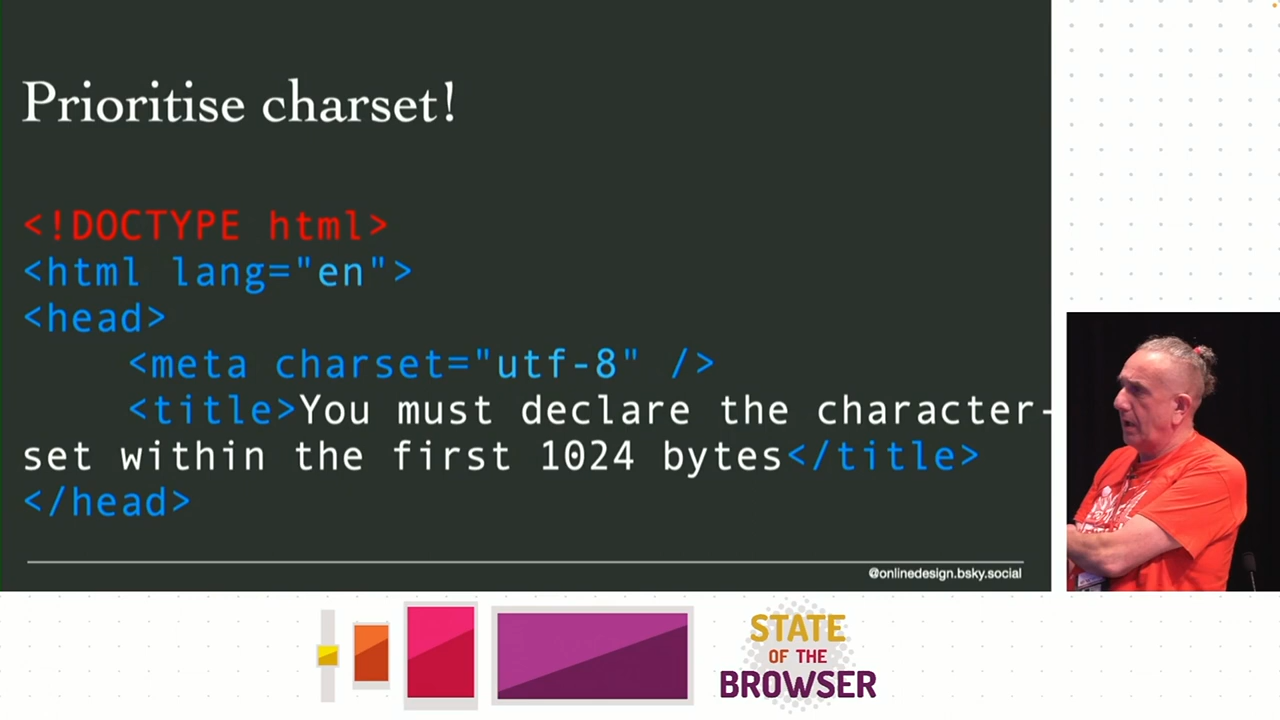 Prioritise charset!
<!DOCTYPE html>
<html lang="en">
<head>
<meta charset="utf-8" />
<title>You must declare the character-
set within the first 1024 bytes</title>
</head>
@onlinedesign.bsky.social
STATE
OF THE
BROWSER